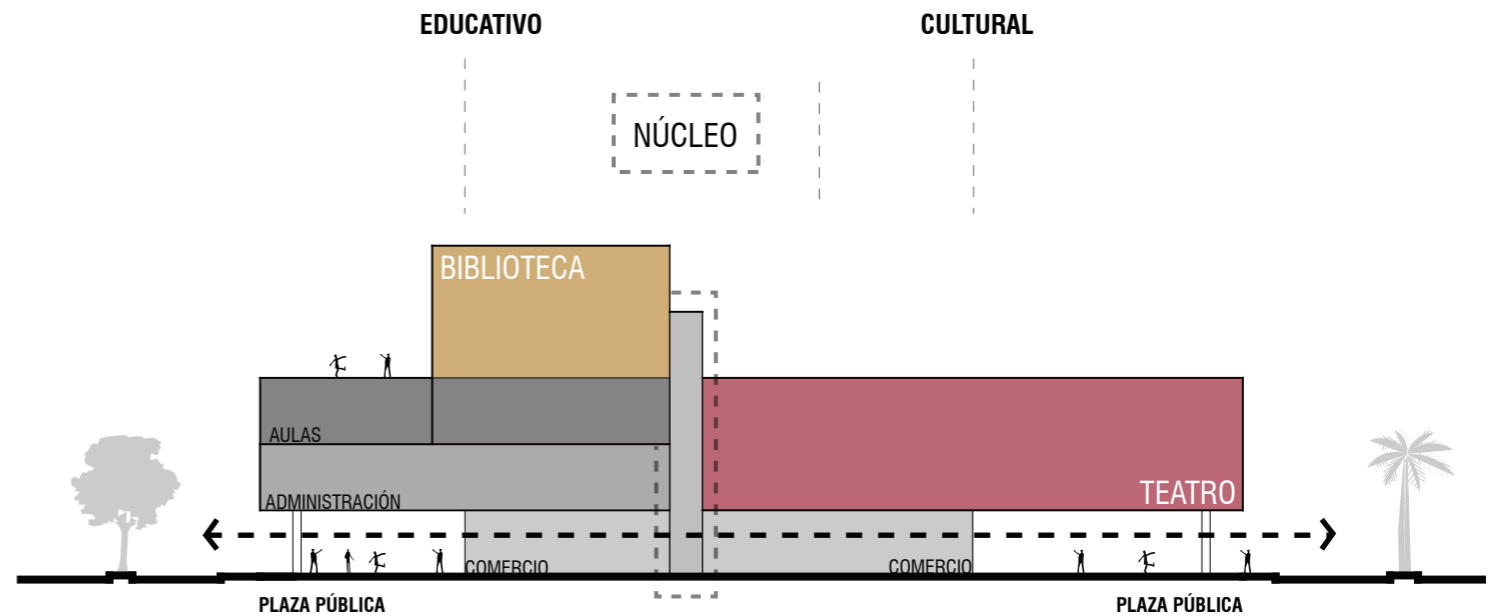 EDUCATIVO
CULTURAL
NÚCLEO
BIBLIOTECA
AULAS
ADMINISTRACIÓN
TEATRO
COMERCIO
COMERCIO
PLAZA PÚBLICA
PLAZA PÚBLICA